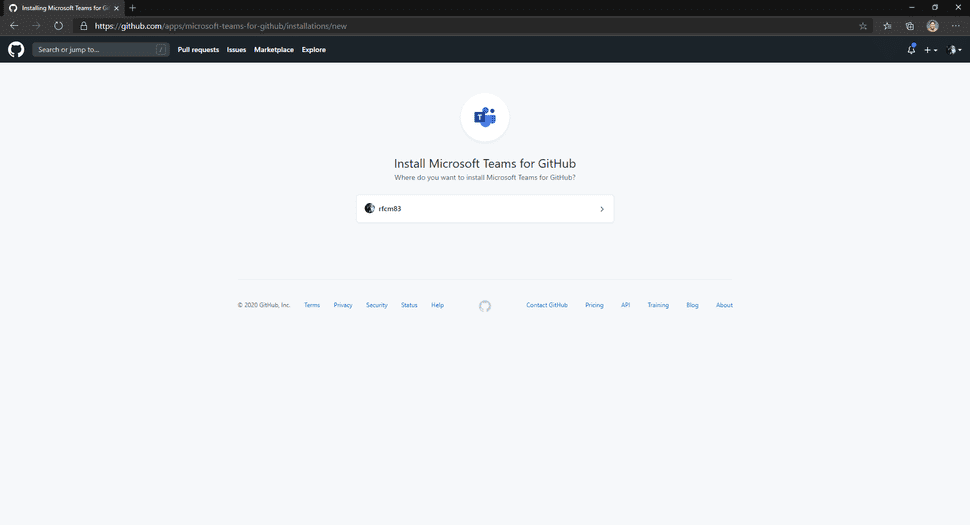 Installing Microsoft Teams for Gi
https://github.com/apps/microsoft-teams-for-github/installations/new
Search or jump to...
/
Pull requests
Issues
Marketplace
Explore
T
Install Microsoft Teams for GitHub
Where do you want to install Microsoft Teams for GitHub?
rfcm83
© 2020 GitHub, Inc.
Terms
Privacy
Security
Status
Help
Contact GitHub
Pricing
API
Training
Blog
About